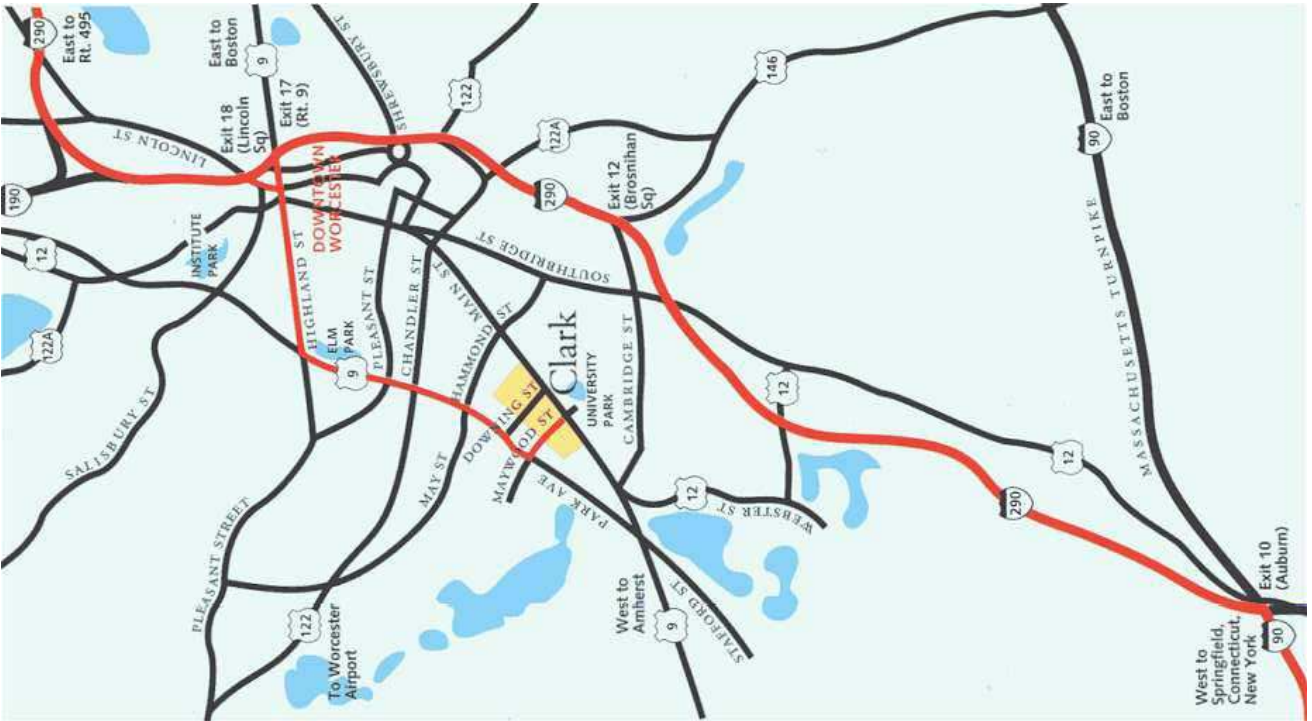 290
East to
Rt. 495
East to
Boston
9
SHREWSBURY ST
122
146
East to
Boston
90
MASSACHUSETTS TURNPIKE
LINCOLN ST
Exit 18
(Lincoln
Sq)
Exit 17
(Rt. 9)
122A
190
12
INSTITUTE
PARK
DOWNTOWN
WORCESTER
290
Exit 12
(Brosnihan
Sq)
122A
HIGHLAND ST
ELM
PARK
9
PLEASANT ST
CHANDLER ST
MAIN ST
SOUTHBRIDGE ST
HAMMOND ST
SALISBURY ST
MAY ST
DOWNING ST
MAYWOOD ST
Clark
UNIVERSITY
PARK
CAMBRIDGE ST
12
12
PLEASANT STREET
PARK AVE
12
WEBSTER ST
290
122
To Worcester
Airport
West to
Amherst
9
STAFFORD ST
Exit 10
(Auburn)
90
West to
Springfield,
Connecticut,
New York